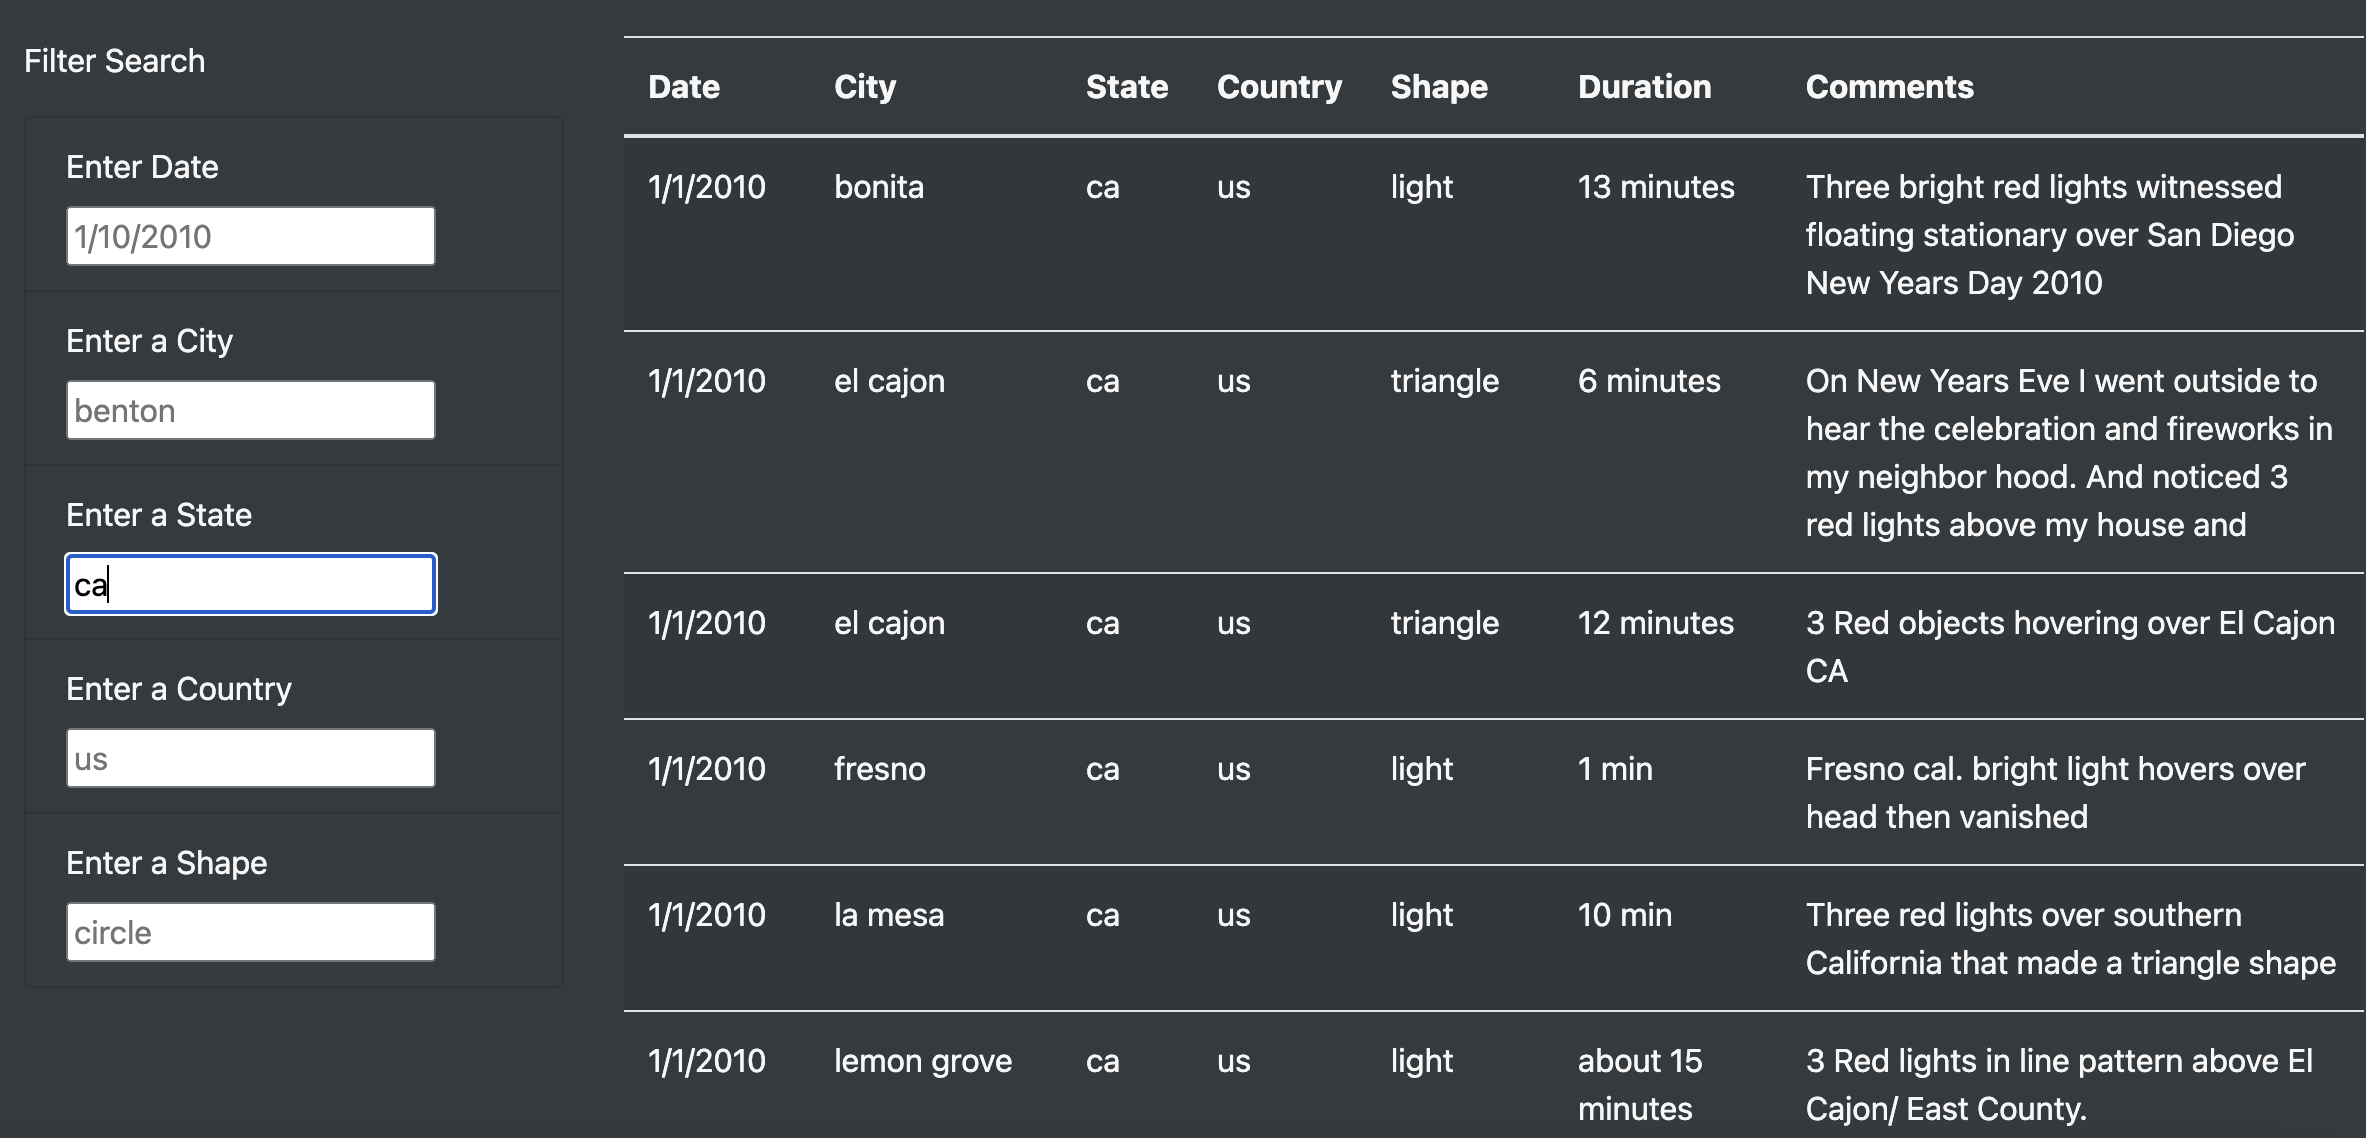 Filter Search
Enter Date
1/10/2010
Enter a City
benton
Enter a State
ca
Enter a Country
us
Enter a Shape
circle
Date City State Country Shape Duration Comments
1/1/2010 bonita ca us light 13 minutes Three bright red lights witnessed
floating stationary over San Diego
New Years Day 2010
1/1/2010 el cajon ca us triangle 6 minutes On New Years Eve I went outside to
hear the celebration and fireworks in
my neighbor hood. And noticed 3
red lights above my house and
1/1/2010 el cajon ca us triangle 12 minutes 3 Red objects hovering over El Cajon
CA
1/1/2010 fresno ca us light 1 min Fresno cal. bright light hovers over
head then vanished
1/1/2010 la mesa ca us light 10 min Three red lights over southern
California that made a triangle shape
1/1/2010 lemon grove ca us light about 15 3 Red lights in line pattern above El
minutes Cajon/ East County.